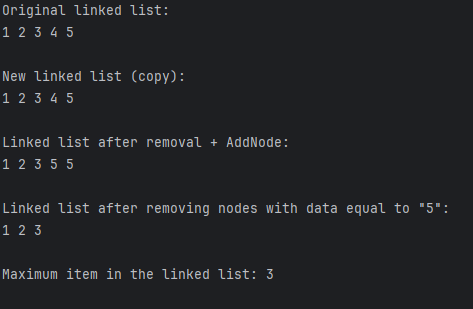 Original linked list:
1 2 3 4 5
New linked list (copy):
1 2 3 4 5
Linked list after removal + AddNode:
1 2 3 5 5
Linked list after removing nodes with data equal to "5":
1 2 3
Maximum item in the linked list: 3